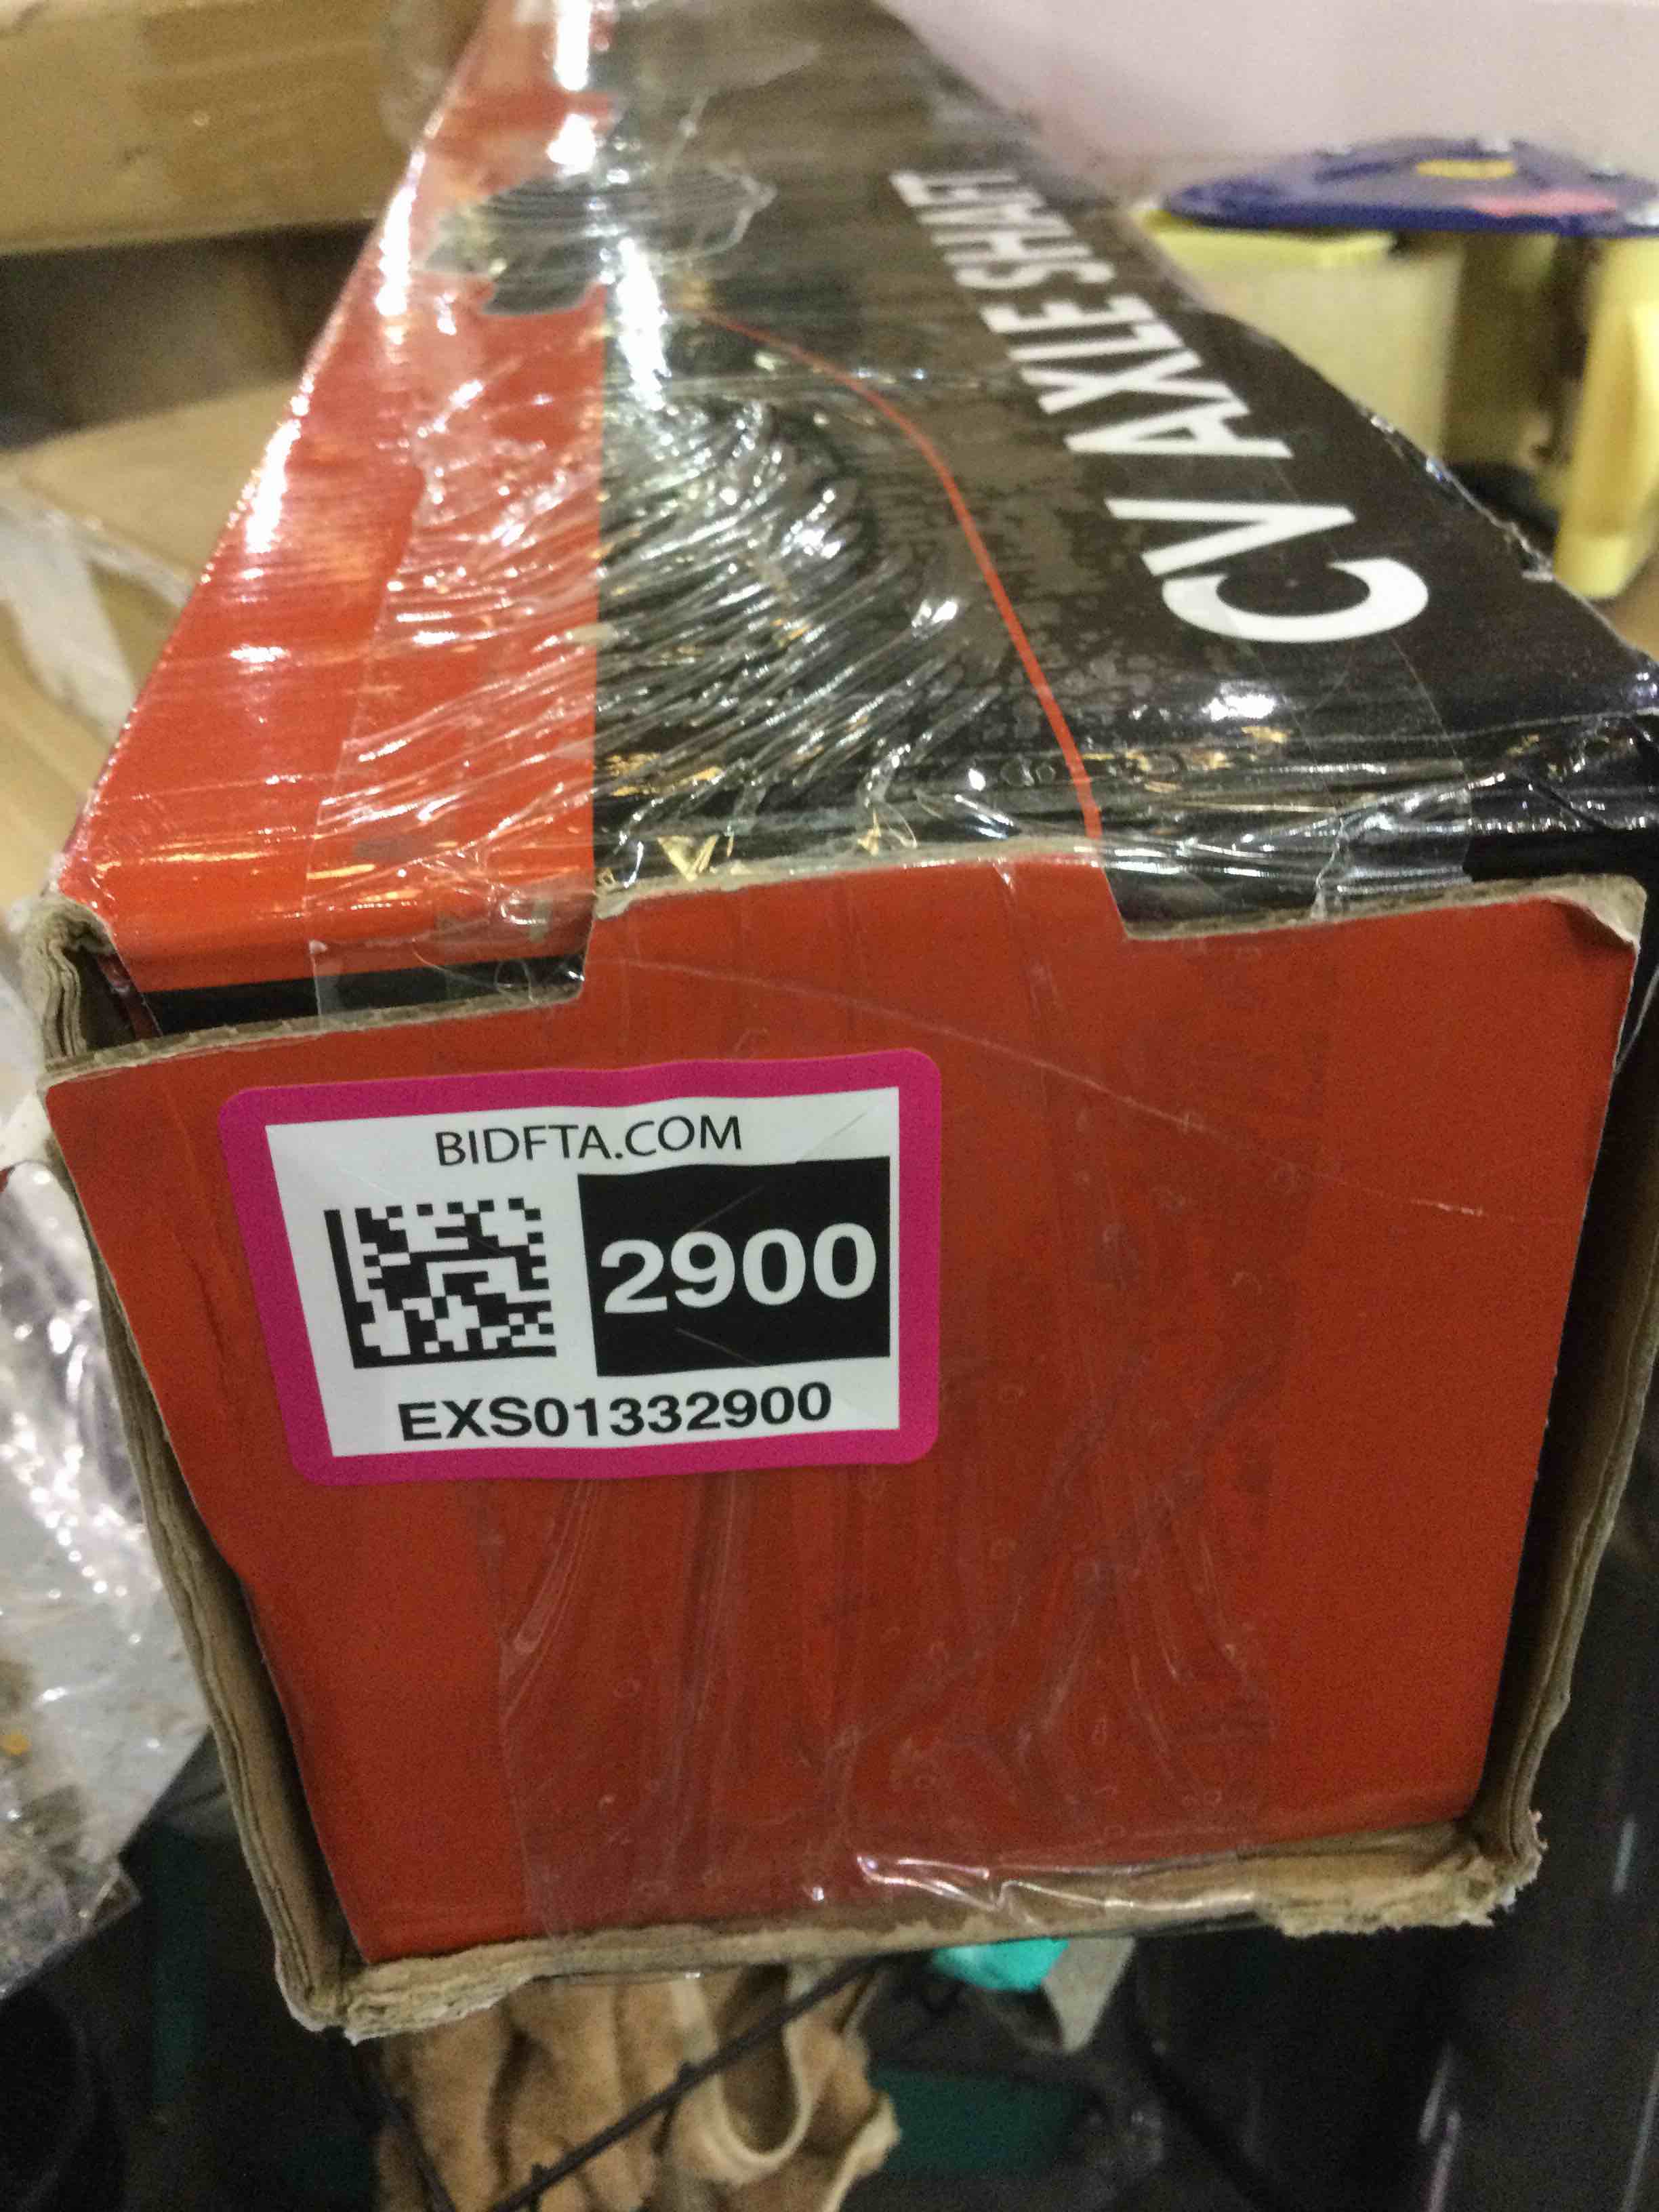 CV AXLE SHAFT
BIDFTA.COM
2900
EXS01332900